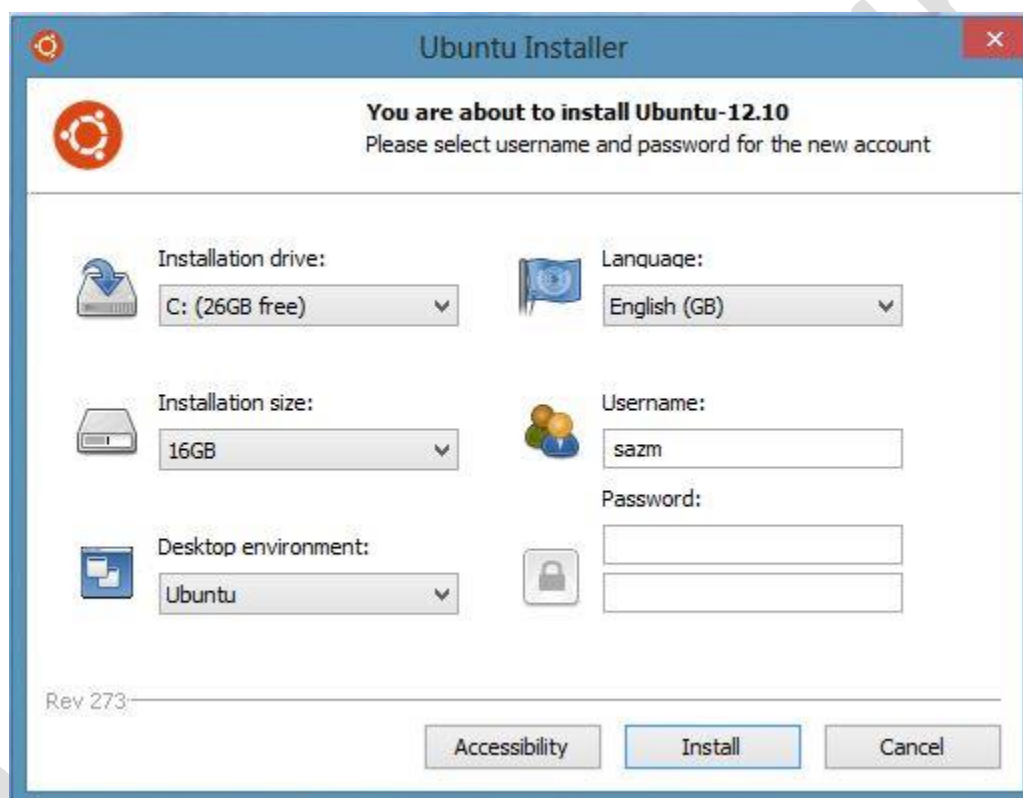 Ubuntu Installer
You are about to install Ubuntu-12.10
Please select username and password for the new account
Installation drive:
C: (26GB free)
Language:
English (GB)
Installation size:
16GB
Username:
sazm
Password:
Desktop environment:
Ubuntu
Rev 273
Accessibility
Install
Cancel